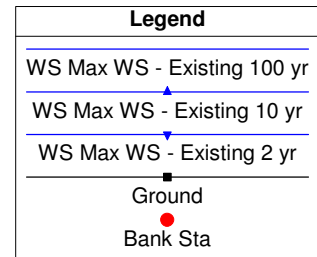 Legend
WS Max WS - Existing 100 yr
WS Max WS - Existing 10 yr
WS Max WS - Existing 2 yr
Ground
Bank Sta